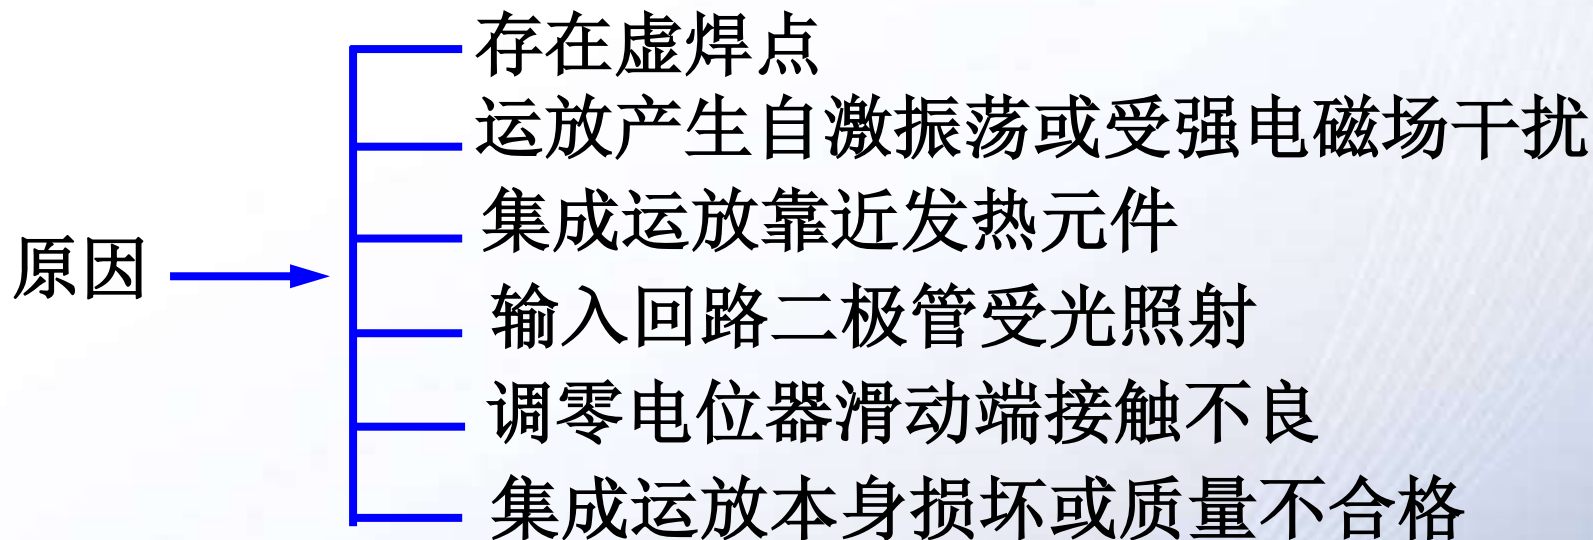 存在虚焊点
运放产生自激振荡或受强电磁场干扰
集成运放靠近发热元件
原因
输入回路二极管受光照射
调零电位器滑动端接触不良
集成运放本身损坏或质量不合格